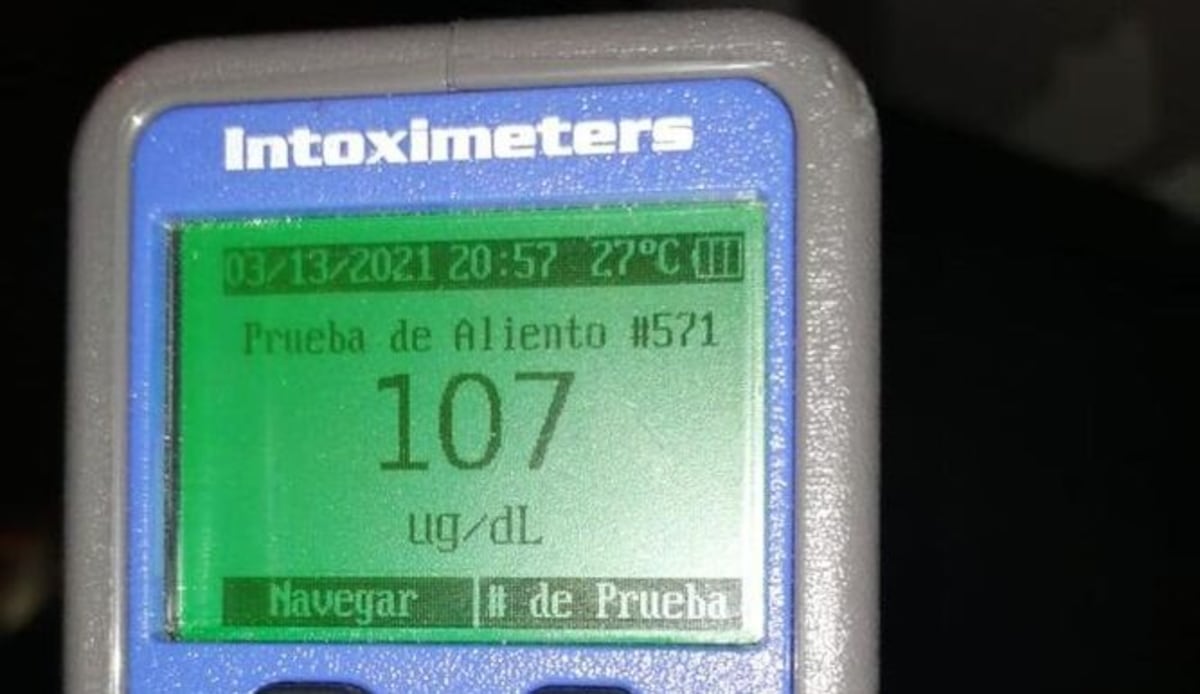 Intoximeters
03/13/2021 20:57 27°C
Prueba de Aliento #571
107
ug/dL
Navegar # de Prueba